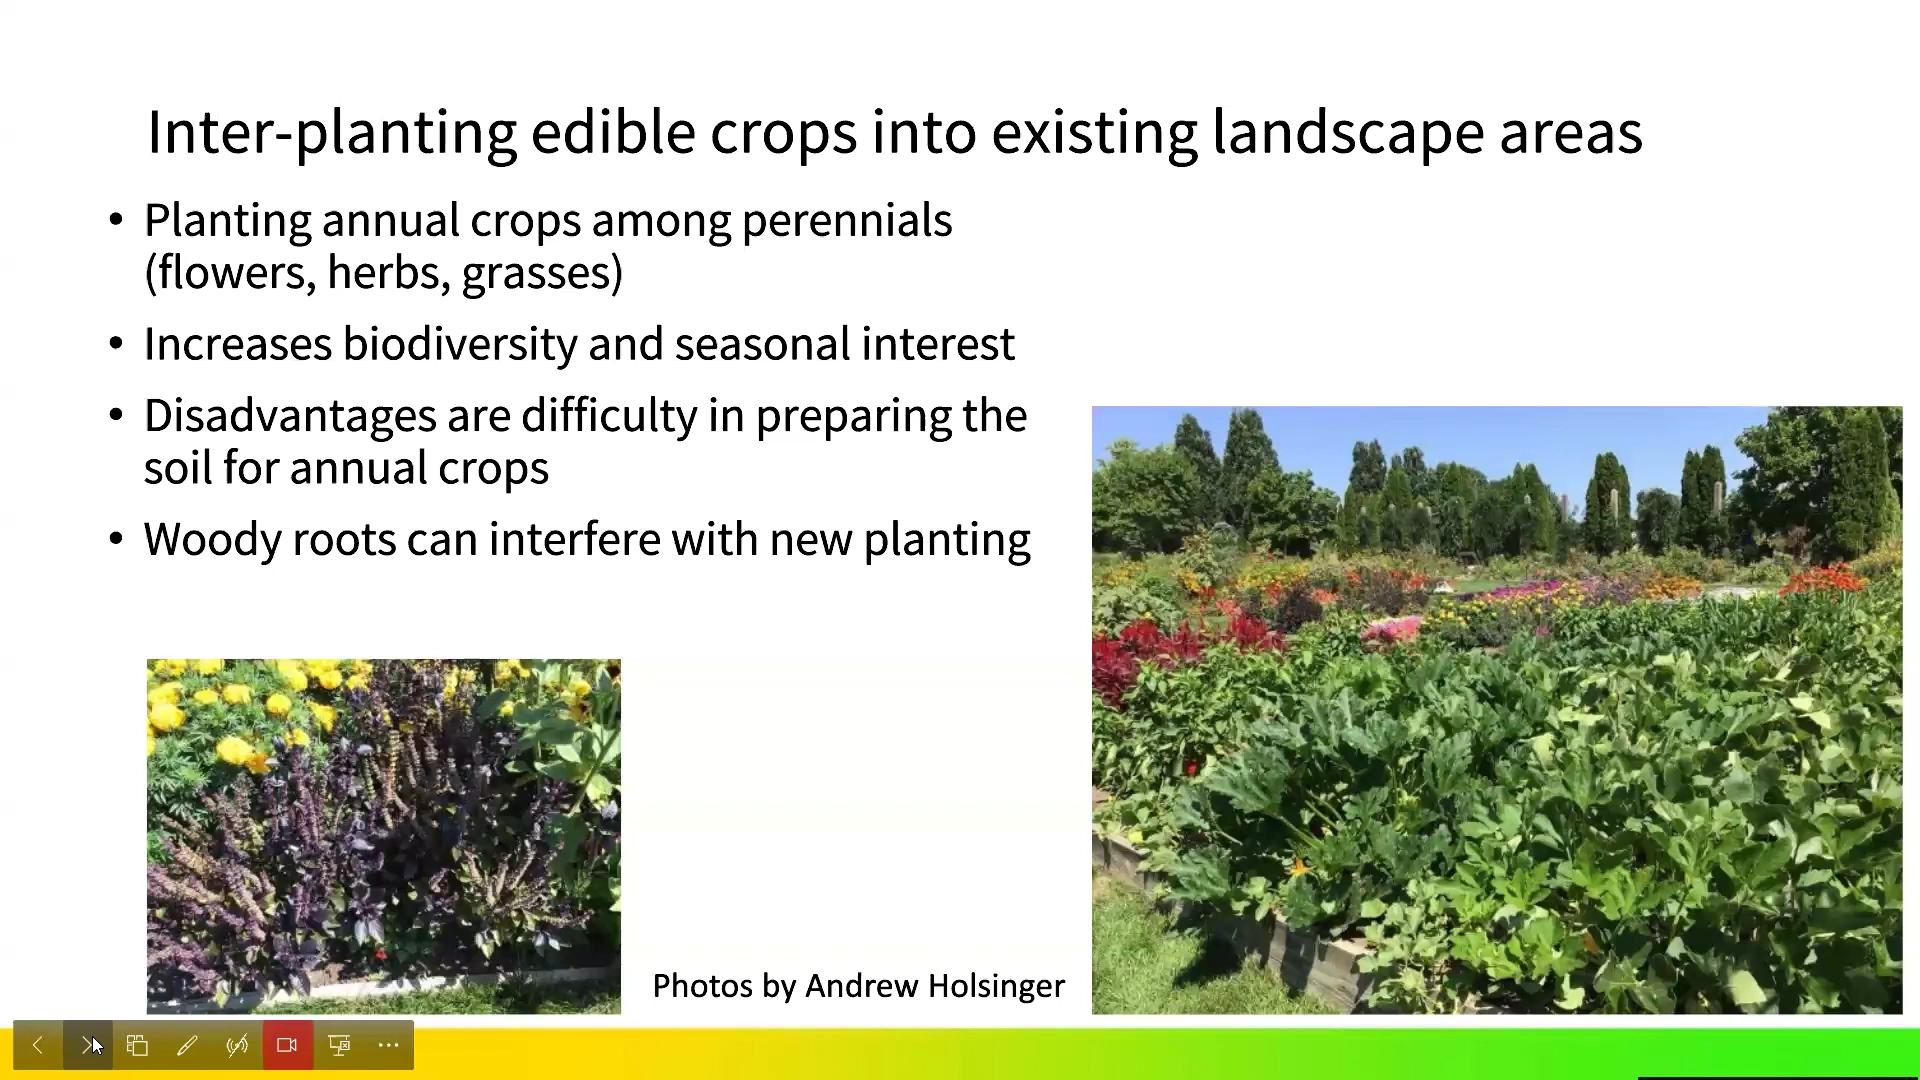 Inter-planting edible crops into existing landscape areas
• Planting annual crops among perennials
(flowers, herbs, grasses)
• Increases biodiversity and seasonal interest
• Disadvantages are difficulty in preparing the
soil for annual crops
• Woody roots can interfere with new planting
Photos by Andrew Holsinger